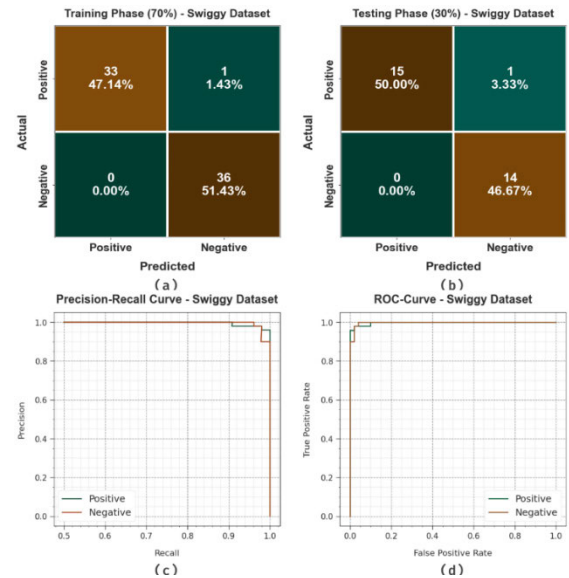 Training Phase (70%) - Swiggy Dataset
Actual
Positive
33
47.14%
1
1.43%
Negative
0
0.00%
36
51.43%
Positive
Negative
Predicted
(a)
Testing Phase (30%) - Swiggy Dataset
Actual
Positive
15
50.00%
1
3.33%
Negative
0
0.00%
14
46.67%
Positive
Negative
Predicted
(b)
Precision-Recall Curve - Swiggy Dataset
Precision
1.0
0.8
0.6
0.4
0.2
0.0
Positive
Negative
0.5
0.6
0.7
0.8
0.9
1.0
Recall
(c)
ROC-Curve - Swiggy Dataset
True Positive Rate
1.0
0.8
0.6
0.4
0.2
0.0
Positive
Negative
0.0
0.2
0.4
0.6
0.8
1.0
False Positive Rate
(d)